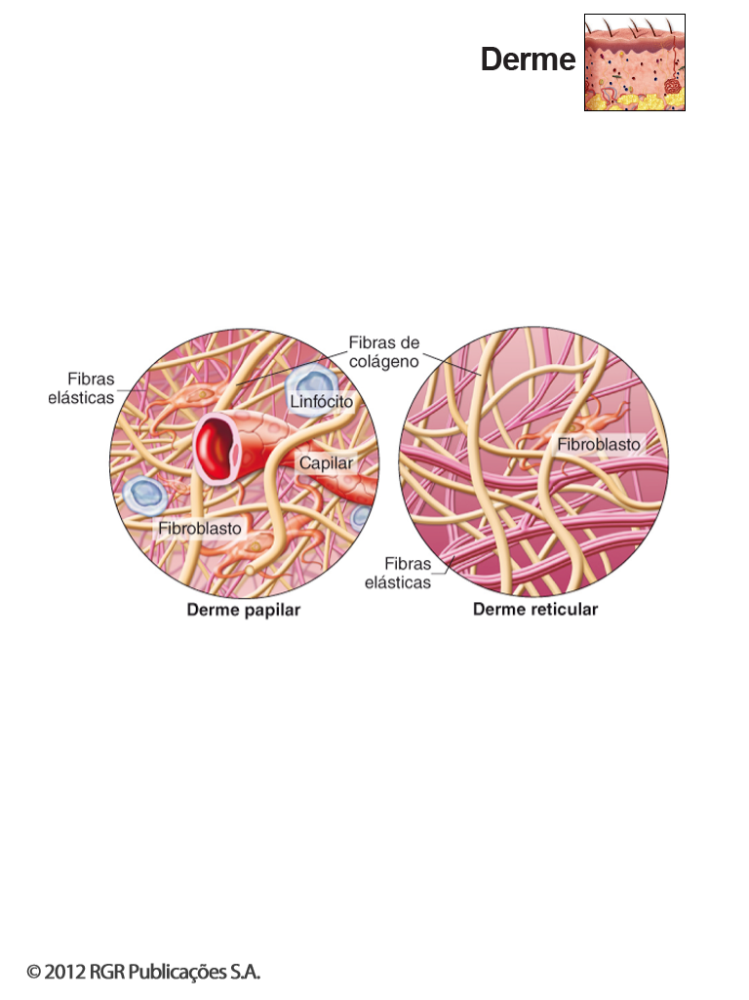 Derme
Fibras de
colágeno
Fibras
elásticas
Linfócito
Capilar
Fibroblasto
Fibroblasto
Fibras
elásticas
Derme papilar
Derme reticular
© 2012 RGR Publicações S.A.